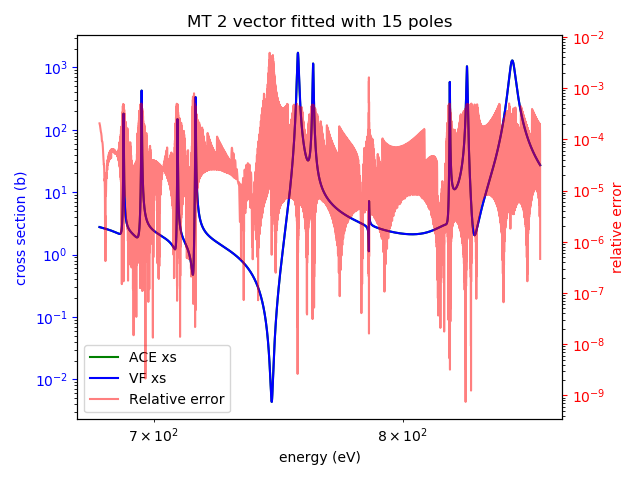 MT 2 vector fitted with 15 poles
cross section (b)
10³
10²
10¹
10⁰
10⁻¹
10⁻²
10⁻²
10⁻³
10⁻⁴
10⁻⁵
10⁻⁶
10⁻⁷
10⁻⁸
10⁻⁹
relative error
ACE xs
VF xs
Relative error
7 × 10²
8 × 10²
energy (eV)